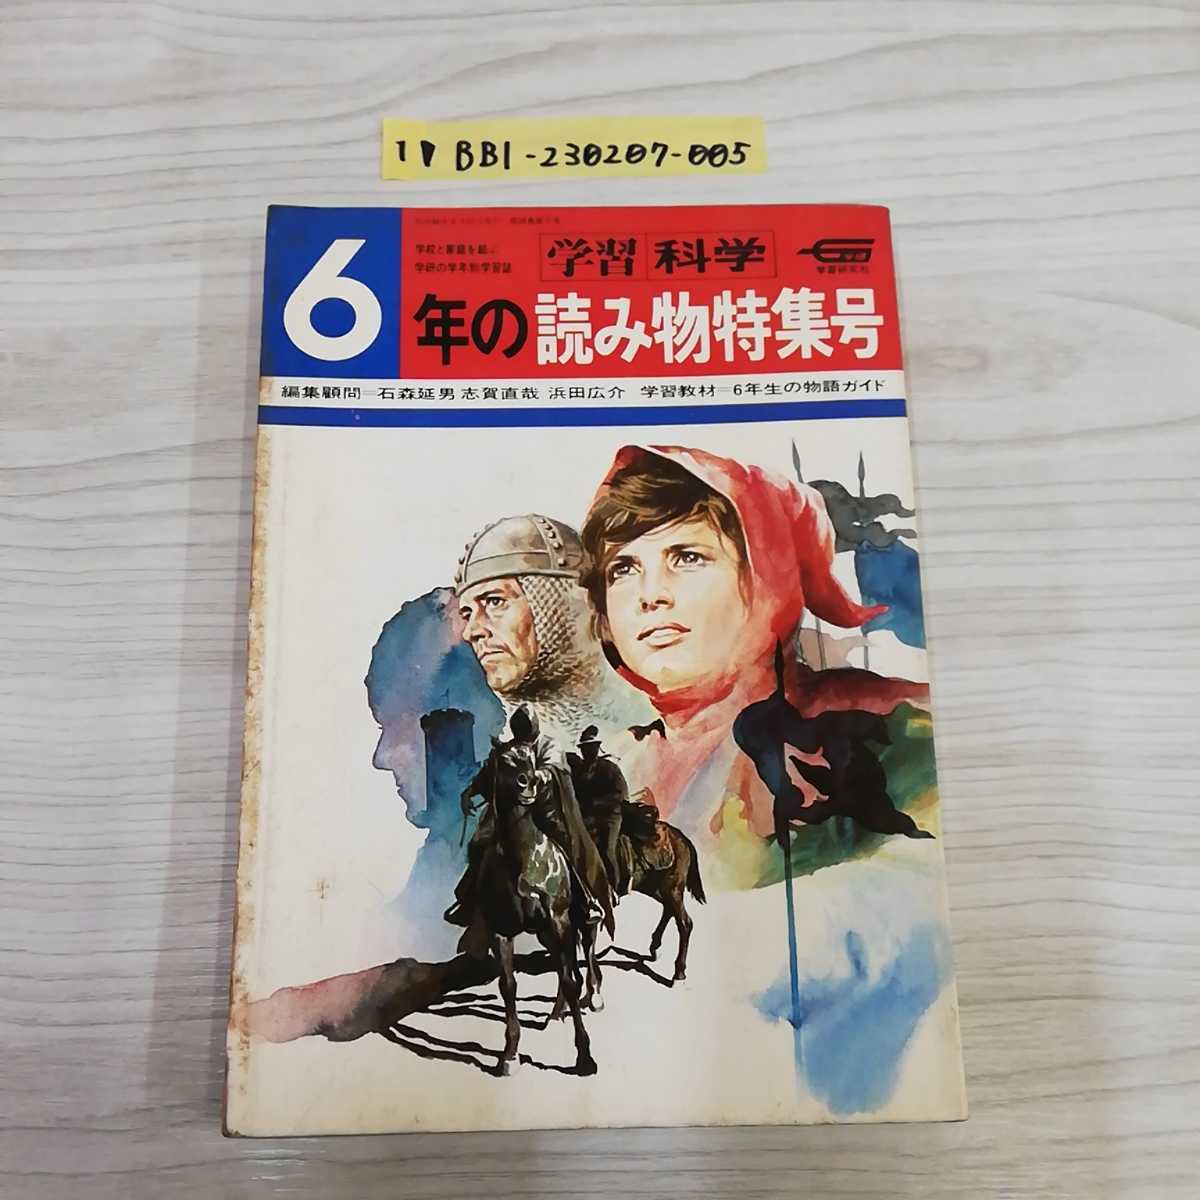 1▼BB1-230207-005
6
学校と家庭を結ぶ
学研の学年別学習誌
学習 科学
学研
学習研究社
年の読み物特集号
編集顧問=石森延男 志賀直哉 浜田広介 学習教材=6年生の物語ガイド